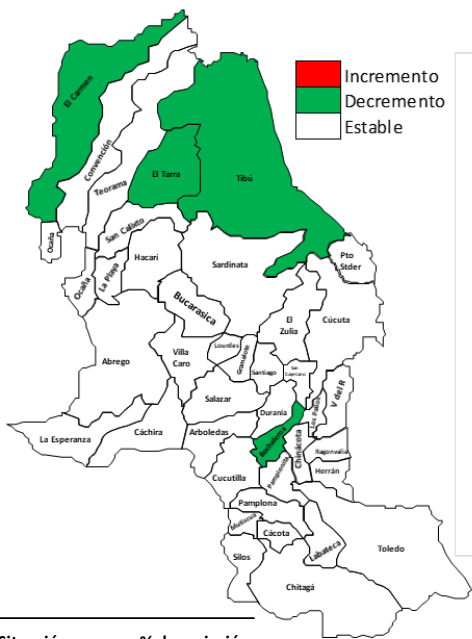 Incremento
Decremento
Estable
El Carmen
Convención
Teorama
El Tarra
Tibú
Ocaña
San Calixto
Hacarí
La Playa
Ocaña
Sardinata
Pto
Stder
Bucarasica
El
Zulia
Cúcuta
Abrego
Villa
Caro
Lourdes
Gramalote
Santiago
San
Cayetano
Salazar
Durania
Los Patios
V del R
La Esperanza
Cáchira
Arboledas
Bochalema
Chinácota
Ragonvalia
Herrán
Cucutilla
Pamplonita
Pamplona
Mutiscua
Cácota
Labateca
Toledo
Silos
Chitagá